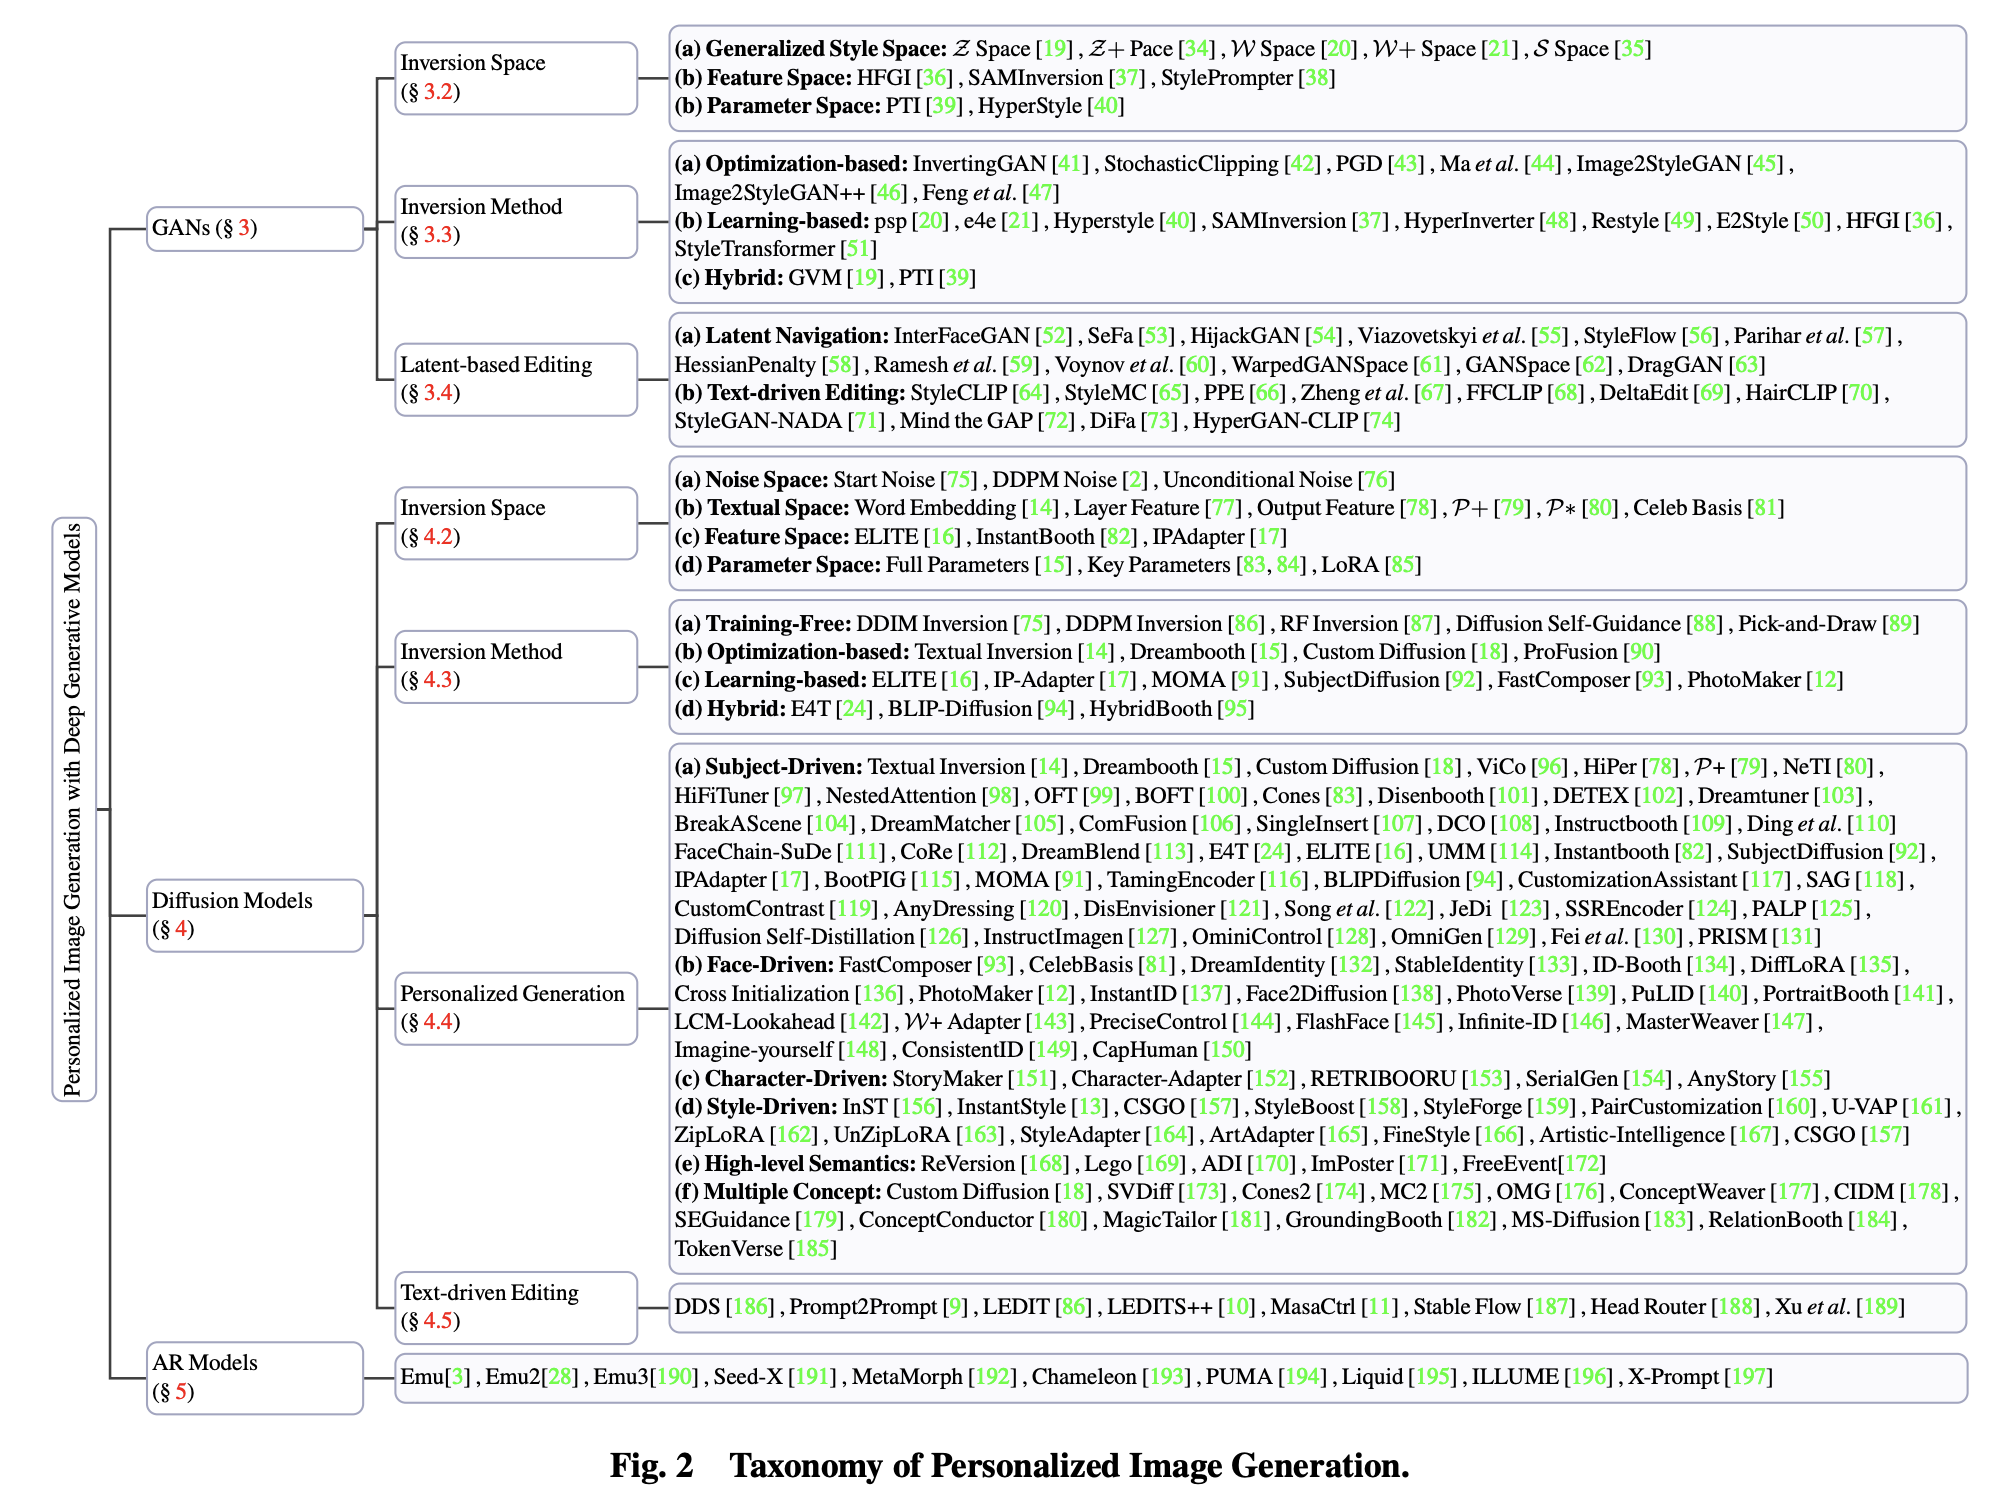 Personalized Image Generation with Deep Generative Models
GANs (§ 3)
Inversion Space
(§ 3.2)
(a) Generalized Style Space: 𝒵 Space [19] , 𝒵+ Pace [34] , 𝒲 Space [20] , 𝒲+ Space [21] , 𝒮 Space [35]
(b) Feature Space: HFGI [36] , SAMInversion [37] , StylePrompter [38]
(b) Parameter Space: PTI [39] , HyperStyle [40]
Inversion Method
(§ 3.3)
(a) Optimization-based: InvertingGAN [41] , StochasticClipping [42] , PGD [43] , Ma et al. [44] , Image2StyleGAN [45] ,
Image2StyleGAN++ [46] , Feng et al. [47]
(b) Learning-based: psp [20] , e4e [21] , Hyperstyle [40] , SAMInversion [37] , HyperInverter [48] , Restyle [49] , E2Style [50] , HFGI [36] ,
StyleTransformer [51]
(c) Hybrid: GVM [19] , PTI [39]
Latent-based Editing
(§ 3.4)
(a) Latent Navigation: InterFaceGAN [52] , SeFa [53] , HijackGAN [54] , Viazovetskyi et al. [55] , StyleFlow [56] , Parihar et al. [57] ,
HessianPenalty [58] , Ramesh et al. [59] , Voynov et al. [60] , WarpedGANSpace [61] , GANSpace [62] , DragGAN [63]
(b) Text-driven Editing: StyleCLIP [64] , StyleMC [65] , PPE [66] , Zheng et al. [67] , FFCLIP [68] , DeltaEdit [69] , HairCLIP [70] ,
StyleGAN-NADA [71] , Mind the GAP [72] , DiFa [73] , HyperGAN-CLIP [74]
Diffusion Models
(§ 4)
Inversion Space
(§ 4.2)
(a) Noise Space: Start Noise [75] , DDPM Noise [2] , Unconditional Noise [76]
(b) Textual Space: Word Embedding [14] , Layer Feature [77] , Output Feature [78] , 𝒫+ [79] , 𝒫∗ [80] , Celeb Basis [81]
(c) Feature Space: ELITE [16] , InstantBooth [82] , IPAdapter [17]
(d) Parameter Space: Full Parameters [15] , Key Parameters [83, 84] , LoRA [85]
Inversion Method
(§ 4.3)
(a) Training-Free: DDIM Inversion [75] , DDPM Inversion [86] , RF Inversion [87] , Diffusion Self-Guidance [88] , Pick-and-Draw [89]
(b) Optimization-based: Textual Inversion [14] , Dreambooth [15] , Custom Diffusion [18] , ProFusion [90]
(c) Learning-based: ELITE [16] , IP-Adapter [17] , MOMA [91] , SubjectDiffusion [92] , FastComposer [93] , PhotoMaker [12]
(d) Hybrid: E4T [24] , BLIP-Diffusion [94] , HybridBooth [95]
Personalized Generation
(§ 4.4)
(a) Subject-Driven: Textual Inversion [14] , Dreambooth [15] , Custom Diffusion [18] , ViCo [96] , HiPer [78] , 𝒫+ [79] , NeTI [80] ,
HiFiTuner [97] , NestedAttention [98] , OFT [99] , BOFT [100] , Cones [83] , Disenbooth [101] , DETEX [102] , Dreamtuner [103] ,
BreakAScene [104] , DreamMatcher [105] , ComFusion [106] , SingleInsert [107] , DCO [108] , Instructbooth [109] , Ding et al. [110]
FaceChain-SuDe [111] , CoRe [112] , DreamBlend [113] , E4T [24] , ELITE [16] , UMM [114] , Instantbooth [82] , SubjectDiffusion [92] ,
IPAdapter [17] , BootPIG [115] , MOMA [91] , TamingEncoder [116] , BLIPDiffusion [94] , CustomizationAssistant [117] , SAG [118] ,
CustomContrast [119] , AnyDressing [120] , DisEnvisioner [121] , Song et al. [122] , JeDi [123] , SSREncoder [124] , PALP [125] ,
Diffusion Self-Distillation [126] , InstructImagen [127] , OminiControl [128] , OmniGen [129] , Fei et al. [130] , PRISM [131]
(b) Face-Driven: FastComposer [93] , CelebBasis [81] , DreamIdentity [132] , StableIdentity [133] , ID-Booth [134] , DiffLoRA [135] ,
Cross Initialization [136] , PhotoMaker [12] , InstantID [137] , Face2Diffusion [138] , PhotoVerse [139] , PuLID [140] , PortraitBooth [141] ,
LCM-Lookahead [142] , 𝒲+ Adapter [143] , PreciseControl [144] , FlashFace [145] , Infinite-ID [146] , MasterWeaver [147] ,
Imagine-yourself [148] , ConsistentID [149] , CapHuman [150]
(c) Character-Driven: StoryMaker [151] , Character-Adapter [152] , RETRIBOORU [153] , SerialGen [154] , AnyStory [155]
(d) Style-Driven: InST [156] , InstantStyle [13] , CSGO [157] , StyleBoost [158] , StyleForge [159] , PairCustomization [160] , U-VAP [161] ,
ZipLoRA [162] , UnZipLoRA [163] , StyleAdapter [164] , ArtAdapter [165] , FineStyle [166] , Artistic-Intelligence [167] , CSGO [157]
(e) High-level Semantics: ReVersion [168] , Lego [169] , ADI [170] , ImPoster [171] , FreeEvent[172]
(f) Multiple Concept: Custom Diffusion [18] , SVDiff [173] , Cones2 [174] , MC2 [175] , OMG [176] , ConceptWeaver [177] , CIDM [178] ,
SEGuidance [179] , ConceptConductor [180] , MagicTailor [181] , GroundingBooth [182] , MS-Diffusion [183] , RelationBooth [184] ,
TokenVerse [185]
Text-driven Editing
(§ 4.5)
DDS [186] , Prompt2Prompt [9] , LEDIT [86] , LEDITS++ [10] , MasaCtrl [11] , Stable Flow [187] , Head Router [188] , Xu et al. [189]
AR Models
(§ 5)
Emu[3] , Emu2[28] , Emu3[190] , Seed-X [191] , MetaMorph [192] , Chameleon [193] , PUMA [194] , Liquid [195] , ILLUME [196] , X-Prompt [197]
Fig. 2 Taxonomy of Personalized Image Generation.